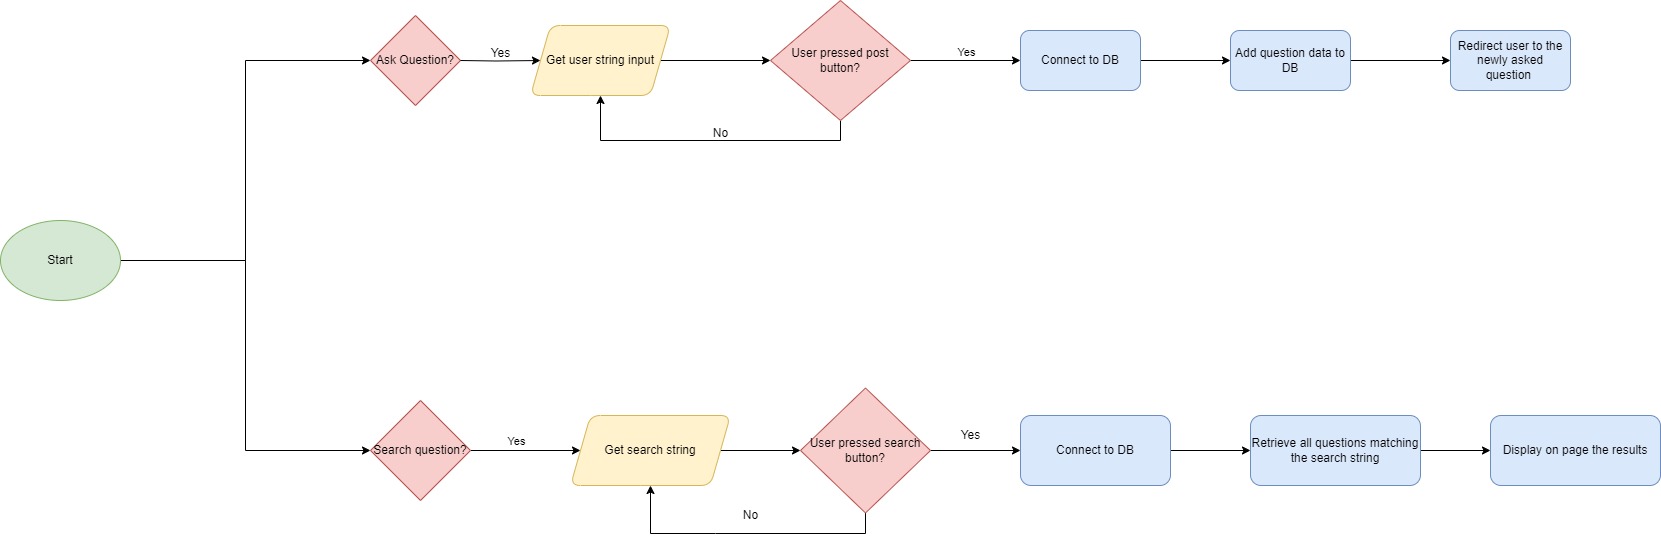 Ask Question?
Yes
Get user string input
User pressed post
button?
Yes
Connect to DB
Add question data to
DB
Redirect user to the
newly asked
question
No
Start
Search question?
Yes
Get search string
User pressed search
button?
Yes
Connect to DB
Retrieve all questions matching
the search string
Display on page the results
No